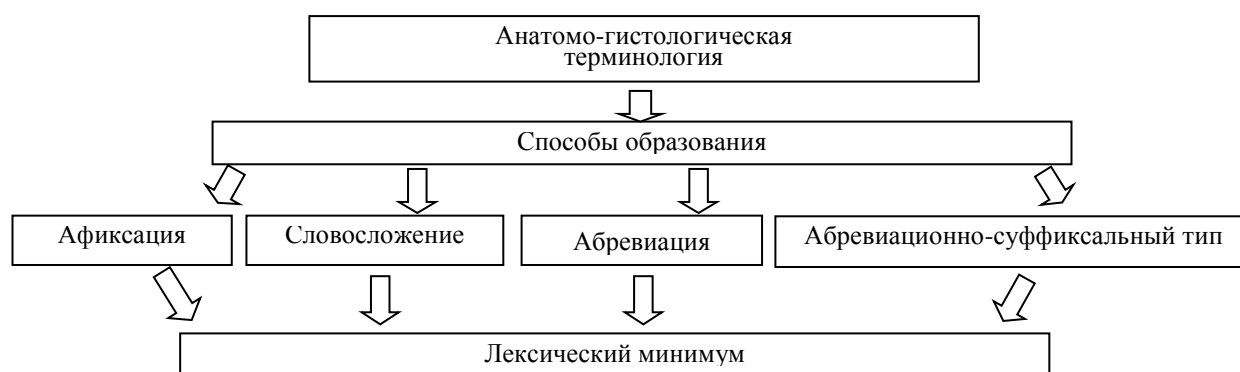 Анатомо-гистологическая
терминология
Способы образования
Афиксация
Словосложение
Абревиация
Абревиационно-суффиксальный тип
Лексический минимум